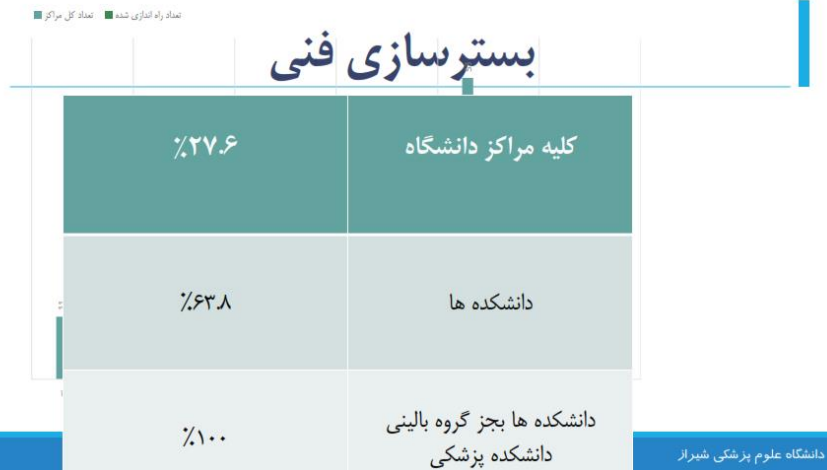 تعداد راه اندازی شده
تعداد کل مراکز
بسترسازی فنی
کلیه مراکز دانشگاه
٪۲۷.۶
دانشکده ها
٪۶۳.۸
دانشکده ها بجز گروه بالینی
دانشکده پزشکی
٪۱۰۰
دانشگاه علوم پزشکی شیراز